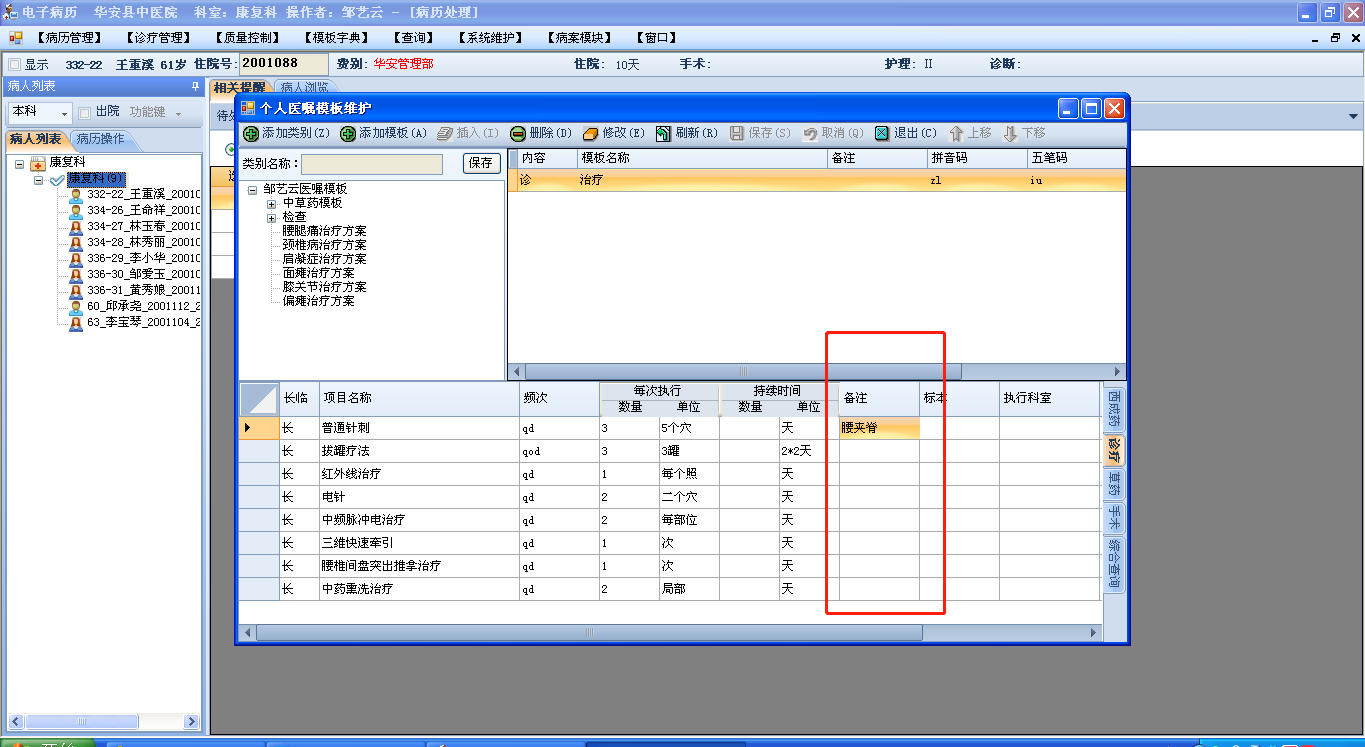 电子病历 华安县中医院 科室：康复科 操作者：邹艺云 - [病历处理]
【病历管理】 【诊疗管理】 【质量控制】 【模板字典】 【查询】 【系统维护】 【病案模块】 【窗口】
显示 332-22 王重溪 61岁 住院号: 2001088 费别: 华安管理部 住院: 10天 手术: 护理: II 诊断:
病人列表
相关提醒 病人浏览
本科 出院 功能键
病人列表 病历操作
康复科
康复科(9)
332-22_王重溪_20010
334-26_王命祥_20010
334-27_林玉春_20010
334-28_林秀丽_20010
336-29_李小华_20010
336-30_邹爱玉_20010
336-31_黄秀娘_20011
60_邱承尧_2001112_2
63_李宝琴_2001104_2
个人医嘱模板维护
添加类别(Z) 添加模板(A) 插入(I) 删除(D) 修改(E) 刷新(R) 保存(S) 取消(Q) 退出(C) 上移 下移
类别名称： 保存
邹艺云医嘱模板
中草药模板
检查
腰腿痛治疗方案
颈椎病治疗方案
肩凝症治疗方案
面瘫治疗方案
膝关节治疗方案
偏瘫治疗方案
内容 模板名称 备注 拼音码 五笔码
诊 治疗 zl iu
长临 项目名称 频次 每次执行 持续时间 备注 标本 执行科室
数量 单位 数量 单位
长 普通针刺 qd 3 5个穴 天 腰夹脊
长 拔罐疗法 qod 3 3罐 2*2天
长 红外线治疗 qd 1 每个照 天
长 电针 qd 2 二个穴 天
长 中频脉冲电治疗 qd 2 每部位 天
长 三维快速牵引 qd 1 次 天
长 腰椎间盘突出推拿治疗 qd 1 次 天
长 中药熏洗治疗 qd 2 局部 天
西成药
诊疗
草药
手术
综合查询